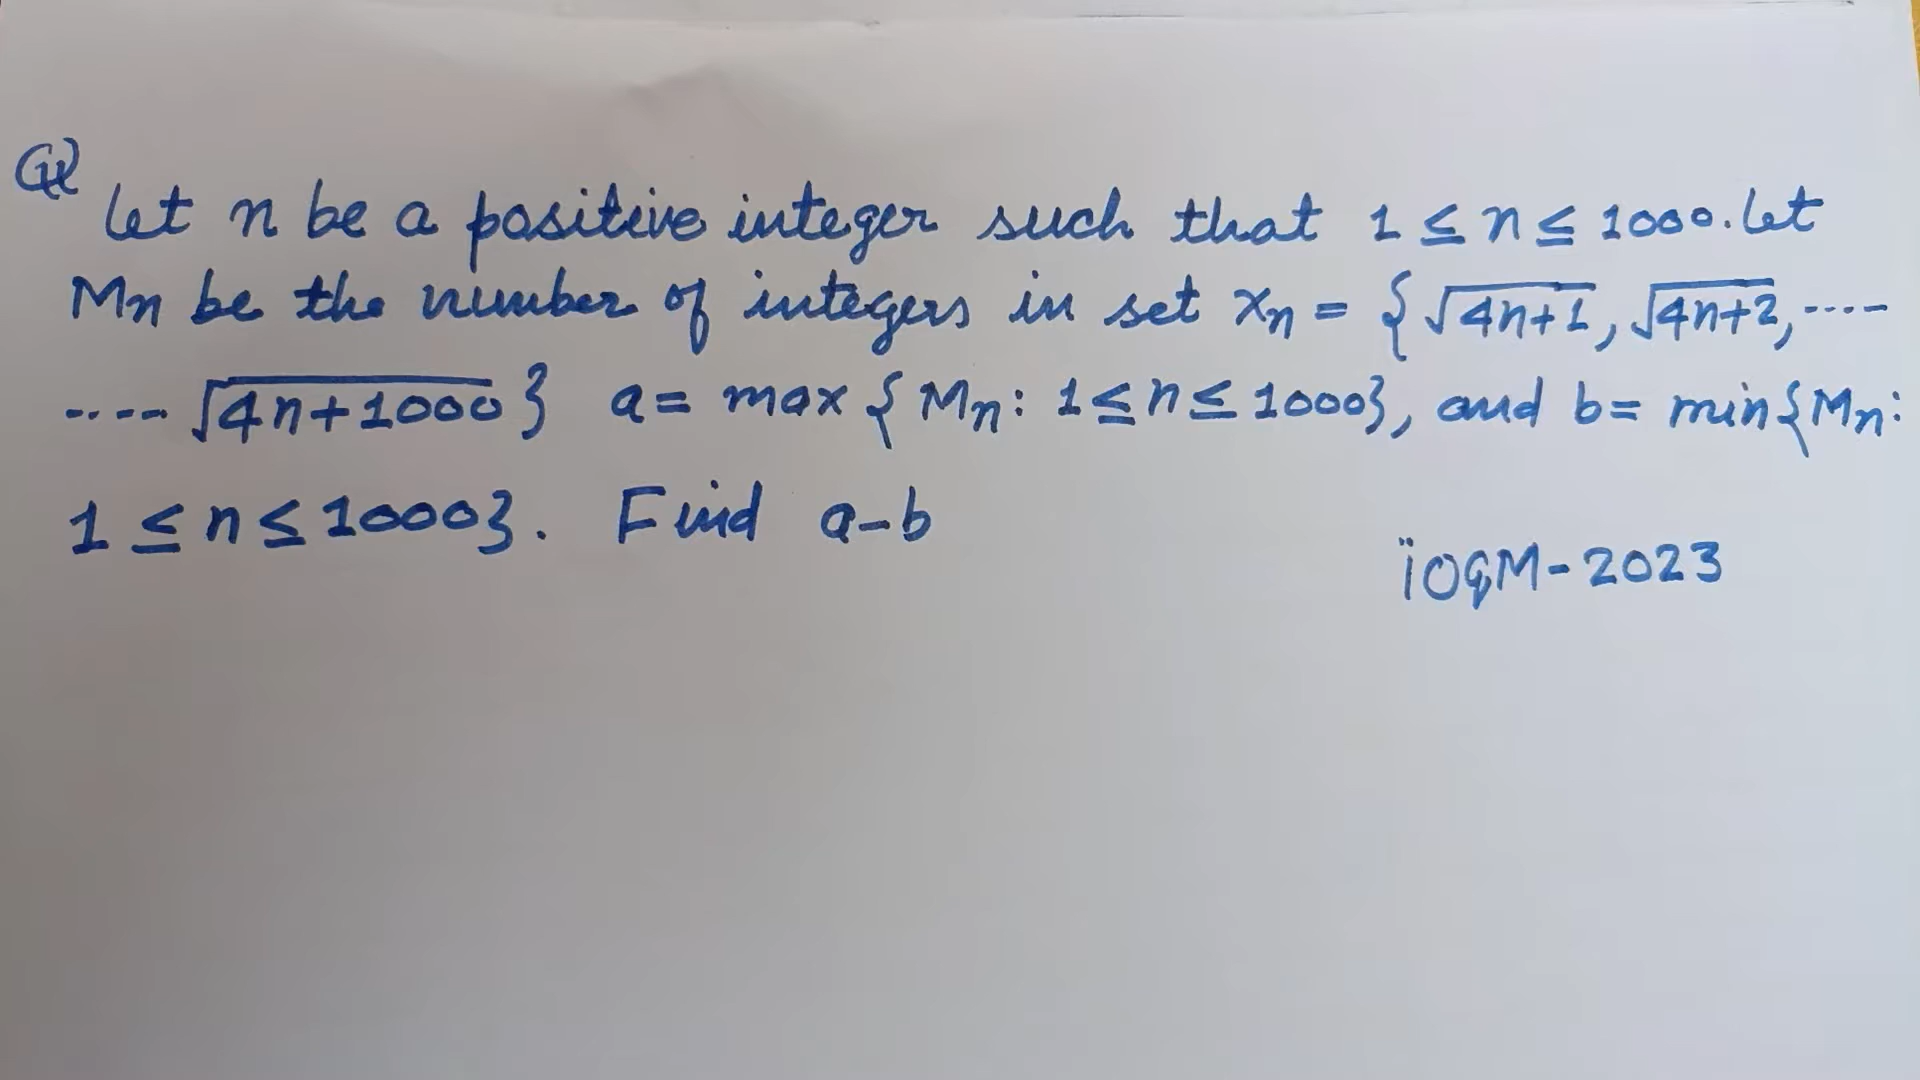 Q
let n be a positive integer such that 1 ≤ n ≤ 1000. let
Mn be the number of integers in set Xn = {√4n+1, √4n+2, ----
---- √4n+1000} a = max {Mn: 1≤n≤1000}, and b = min{Mn:
1 ≤ n ≤ 1000}. Find a-b
iOQM-2023